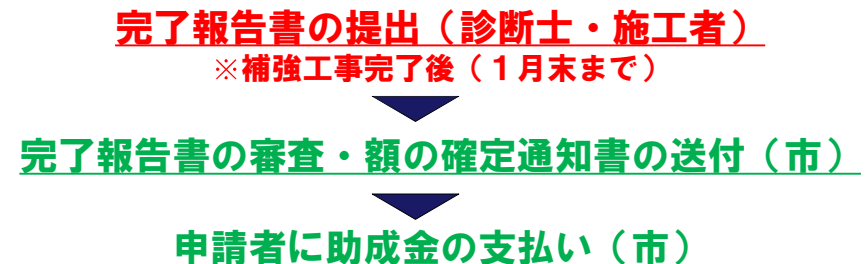 完了報告書の提出（診断士・施工者）
※補強工事完了後（１月末まで）
完了報告書の審査・額の確定通知書の送付（市）
申請者に助成金の支払い（市）